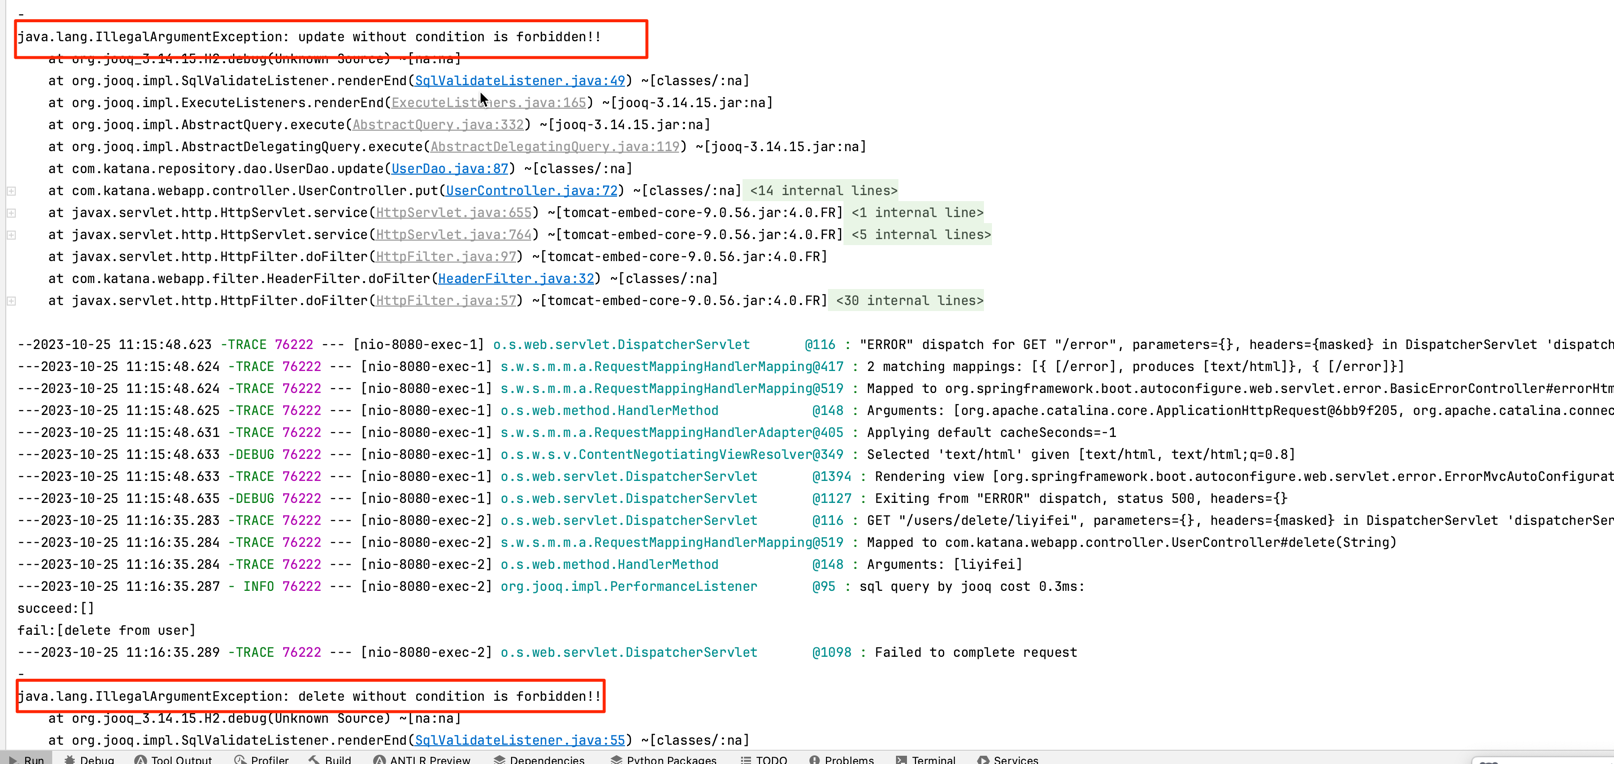 -
java.lang.IllegalArgumentException: update without condition is forbidden!!
at org.jooq_3.14.15.H2.debug(Unknown Source) ~[na:na]
at org.jooq.impl.SqlValidateListener.renderEnd(SqlValidateListener.java:49) ~[classes/:na]
at org.jooq.impl.ExecuteListeners.renderEnd(ExecuteListeners.java:165) ~[jooq-3.14.15.jar:na]
at org.jooq.impl.AbstractQuery.execute(AbstractQuery.java:332) ~[jooq-3.14.15.jar:na]
at org.jooq.impl.AbstractDelegatingQuery.execute(AbstractDelegatingQuery.java:119) ~[jooq-3.14.15.jar:na]
at com.katana.repository.dao.UserDao.update(UserDao.java:87) ~[classes/:na]
at com.katana.webapp.controller.UserController.put(UserController.java:72) ~[classes/:na] <14 internal lines>
at javax.servlet.http.HttpServlet.service(HttpServlet.java:655) ~[tomcat-embed-core-9.0.56.jar:4.0.FR] <1 internal line>
at javax.servlet.http.HttpServlet.service(HttpServlet.java:764) ~[tomcat-embed-core-9.0.56.jar:4.0.FR] <5 internal lines>
at javax.servlet.http.HttpFilter.doFilter(HttpFilter.java:97) ~[tomcat-embed-core-9.0.56.jar:4.0.FR]
at com.katana.webapp.filter.HeaderFilter.doFilter(HeaderFilter.java:32) ~[classes/:na]
at javax.servlet.http.HttpFilter.doFilter(HttpFilter.java:57) ~[tomcat-embed-core-9.0.56.jar:4.0.FR] <30 internal lines>
--2023-10-25 11:15:48.623 -TRACE 76222 --- [nio-8080-exec-1] o.s.web.servlet.DispatcherServlet @116 : "ERROR" dispatch for GET "/error", parameters={}, headers={masked} in DispatcherServlet 'dispatch
---2023-10-25 11:15:48.624 -TRACE 76222 --- [nio-8080-exec-1] s.w.s.m.m.a.RequestMappingHandlerMapping@417 : 2 matching mappings: [{ [/error], produces [text/html]}, { [/error]}]
---2023-10-25 11:15:48.624 -TRACE 76222 --- [nio-8080-exec-1] s.w.s.m.m.a.RequestMappingHandlerMapping@519 : Mapped to org.springframework.boot.autoconfigure.web.servlet.error.BasicErrorController#errorHtm
---2023-10-25 11:15:48.625 -TRACE 76222 --- [nio-8080-exec-1] o.s.web.method.HandlerMethod @148 : Arguments: [org.apache.catalina.core.ApplicationHttpRequest@6bb9f205, org.apache.catalina.connec
---2023-10-25 11:15:48.631 -TRACE 76222 --- [nio-8080-exec-1] s.w.s.m.m.a.RequestMappingHandlerAdapter@405 : Applying default cacheSeconds=-1
---2023-10-25 11:15:48.633 -DEBUG 76222 --- [nio-8080-exec-1] o.s.w.s.v.ContentNegotiatingViewResolver@349 : Selected 'text/html' given [text/html, text/html;q=0.8]
---2023-10-25 11:15:48.633 -TRACE 76222 --- [nio-8080-exec-1] o.s.web.servlet.DispatcherServlet @1394 : Rendering view [org.springframework.boot.autoconfigure.web.servlet.error.ErrorMvcAutoConfigurat
---2023-10-25 11:15:48.635 -DEBUG 76222 --- [nio-8080-exec-1] o.s.web.servlet.DispatcherServlet @1127 : Exiting from "ERROR" dispatch, status 500, headers={}
---2023-10-25 11:16:35.283 -TRACE 76222 --- [nio-8080-exec-2] o.s.web.servlet.DispatcherServlet @116 : GET "/users/delete/liyifei", parameters={}, headers={masked} in DispatcherServlet 'dispatcherSer
---2023-10-25 11:16:35.284 -TRACE 76222 --- [nio-8080-exec-2] s.w.s.m.m.a.RequestMappingHandlerMapping@519 : Mapped to com.katana.webapp.controller.UserController#delete(String)
---2023-10-25 11:16:35.284 -TRACE 76222 --- [nio-8080-exec-2] o.s.web.method.HandlerMethod @148 : Arguments: [liyifei]
---2023-10-25 11:16:35.287 - INFO 76222 --- [nio-8080-exec-2] org.jooq.impl.PerformanceListener @95 : sql query by jooq cost 0.3ms:
succeed:[]
fail:[delete from user]
---2023-10-25 11:16:35.289 -TRACE 76222 --- [nio-8080-exec-2] o.s.web.servlet.DispatcherServlet @1098 : Failed to complete request
-
java.lang.IllegalArgumentException: delete without condition is forbidden!!
at org.jooq_3.14.15.H2.debug(Unknown Source) ~[na:na]
at org.jooq.impl.SqlValidateListener.renderEnd(SqlValidateListener.java:55) ~[classes/:na]
Run Debug Tool Output Profiler Build ANTLR Preview Dependencies Python Packages TODO Problems Terminal Services